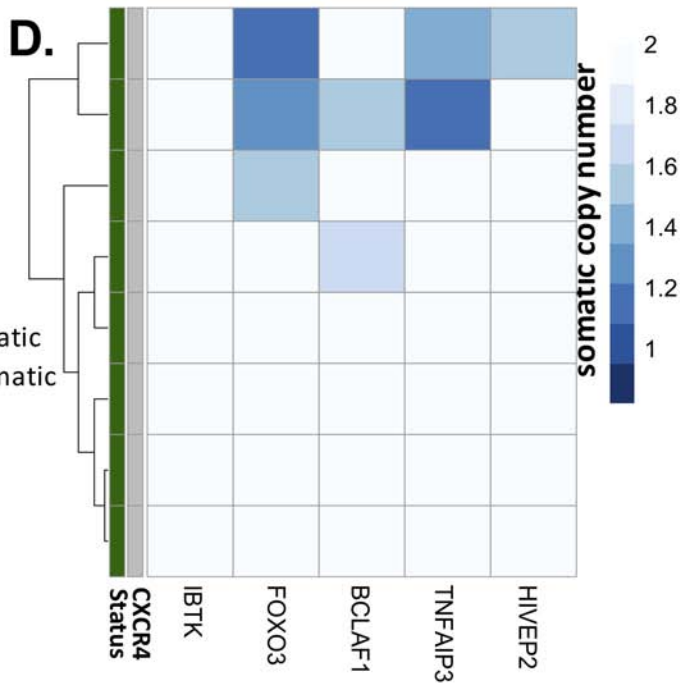 D.
2
1.8
1.6
1.4
1.2
1
somatic copy number
atic
natic
Status
CXCR4
IBTK
FOXO3
BCLAF1
TNFAIP3
HIVEP2